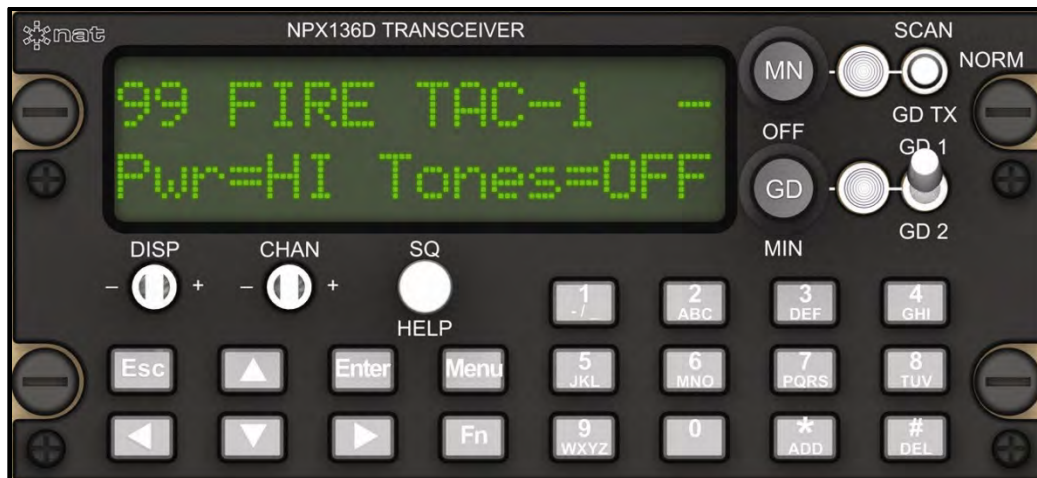 nat
NPX136D TRANSCEIVER
99 FIRE TAC-1 -
Pwr=HI Tones=OFF
MN
OFF
GD
MIN
SCAN
NORM
GD TX
GD 1
GD 2
DISP
- +
CHAN
- +
SQ
HELP
1
- / _
2
ABC
3
DEF
4
GHI
Esc
Enter
Menu
5
JKL
6
MNO
7
PQRS
8
TUV
Fn
9
WXYZ
0
*
ADD
#
DEL